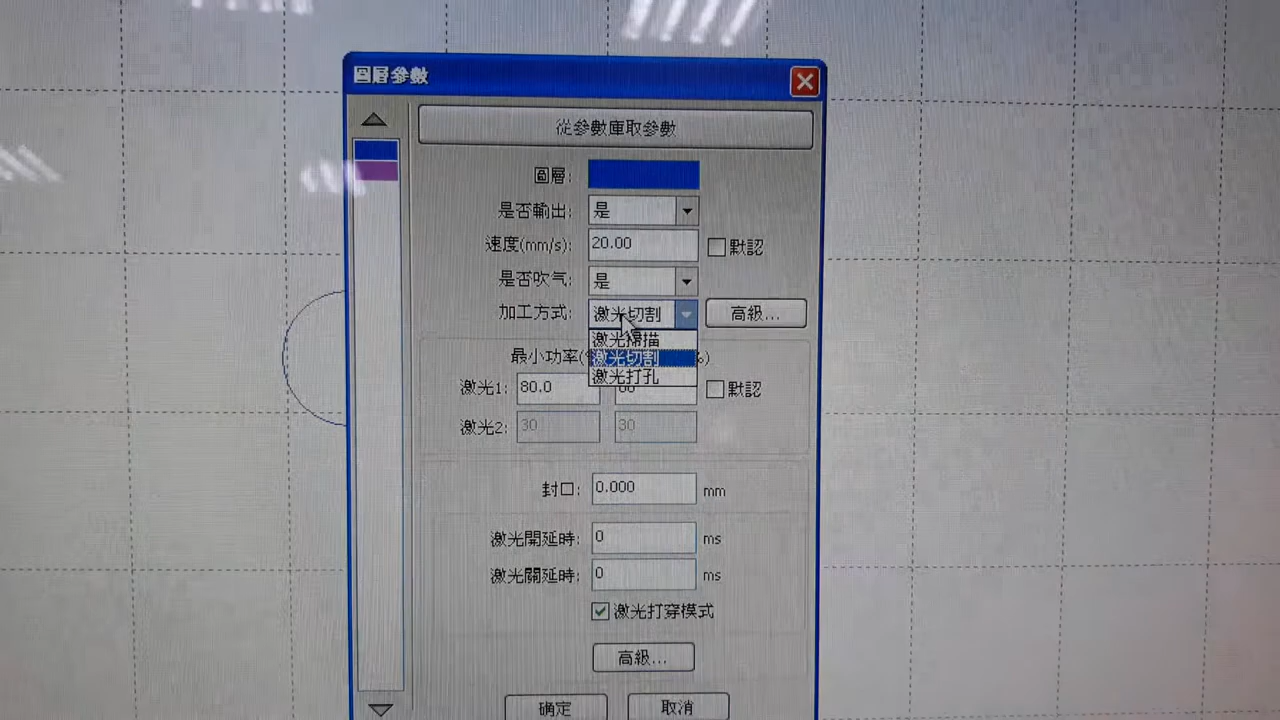 圖層參數
從參數庫取參數
圖層:
是否輸出: 是
速度(mm/s): 20.00 默認
是否吹气: 是
加工方式: 激光切割 高級...
激光掃描
最小功率( 激光切割
激光打孔
激光1: 80.0 默認
激光2: 30 30
封口: 0.000 mm
激光開延時: 0 ms
激光關延時: 0 ms
激光打穿模式
高級...
确定 取消